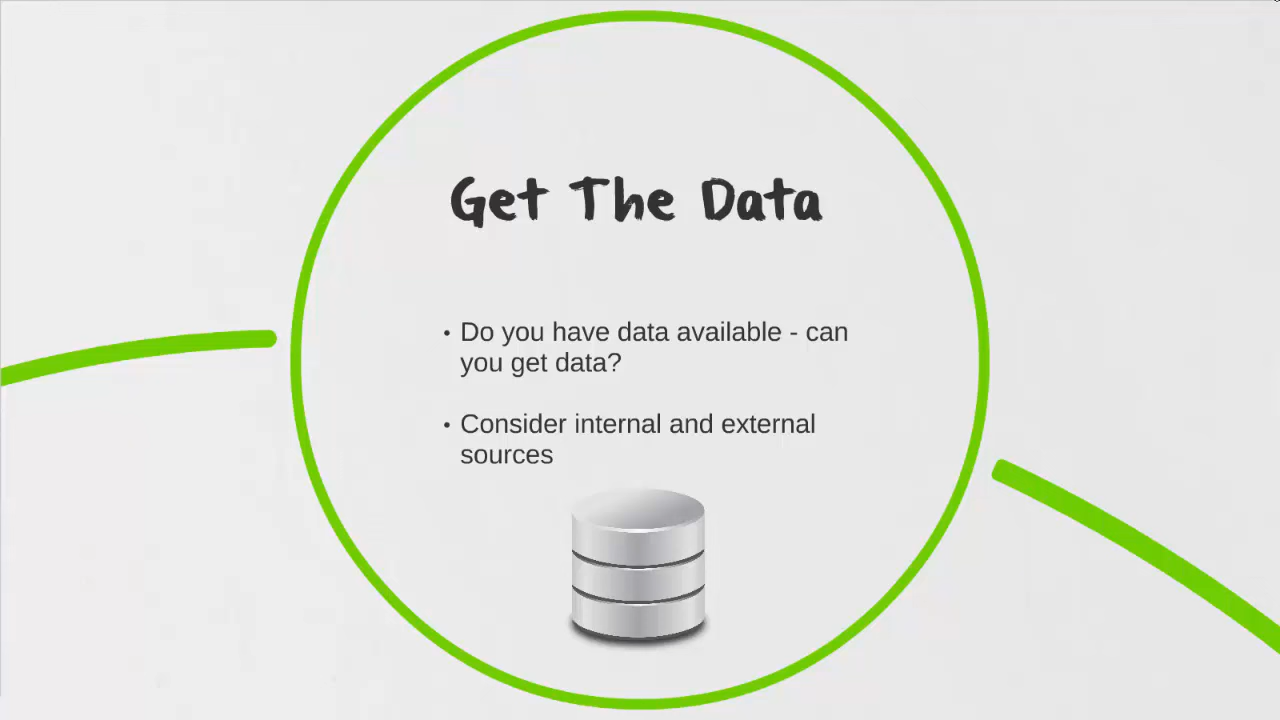 Get The Data
• Do you have data available - can
you get data?
• Consider internal and external
sources